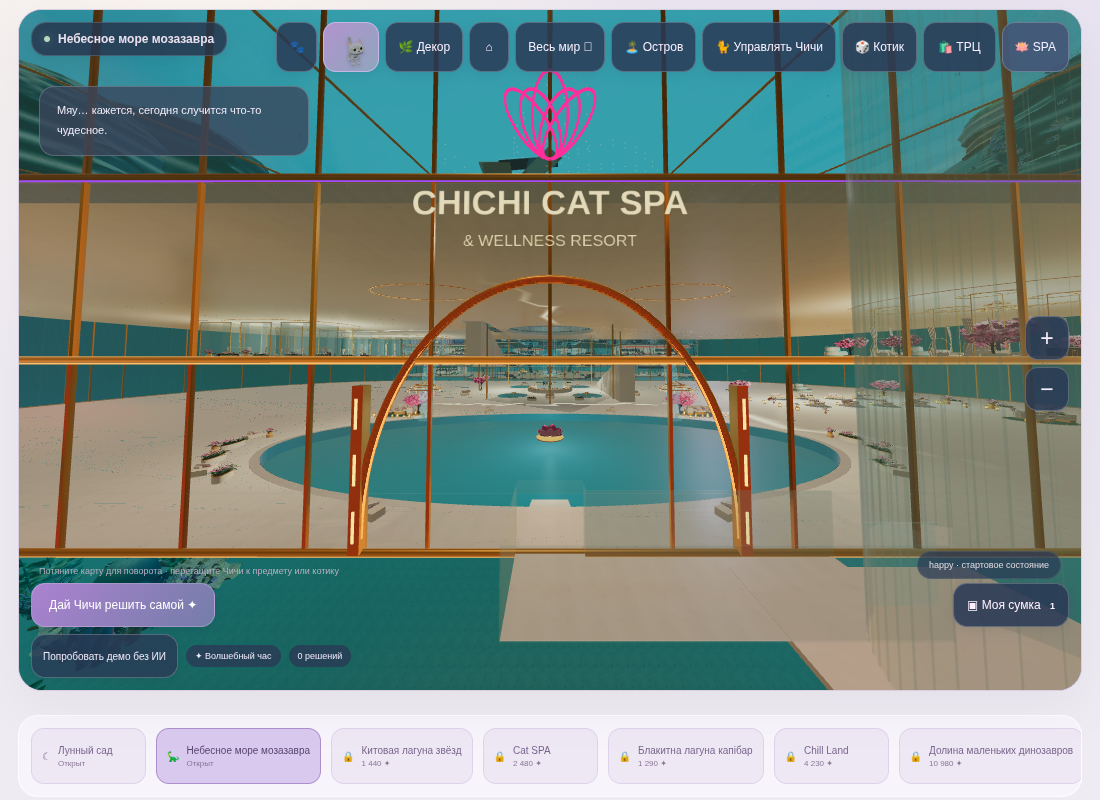 Небесное море мозазавра
🌿 Декор
Весь мир
🏝️ Остров
🐈 Управлять Чичи
🎲 Котик
🛍️ ТРЦ
🪷 SPA
Мяу… кажется, сегодня случится что-то
чудесное.
CHICHI CAT SPA
& WELLNESS RESORT
+
−
Потяните карту для поворота · перетащите Чичи к предмету или котику
happy · стартовое состояние
Дай Чичи решить самой ✦
▣ Моя сумка 1
Попробовать демо без ИИ
✦ Волшебный час
0 решений
Лунный сад
Открыт
Небесное море мозазавра
Открыт
Китовая лагуна звёзд
1 440 ✦
Cat SPA
2 480 ✦
Блакитна лагуна капібар
1 290 ✦
Chill Land
4 230 ✦
Долина маленьких динозавров
10 980 ✦